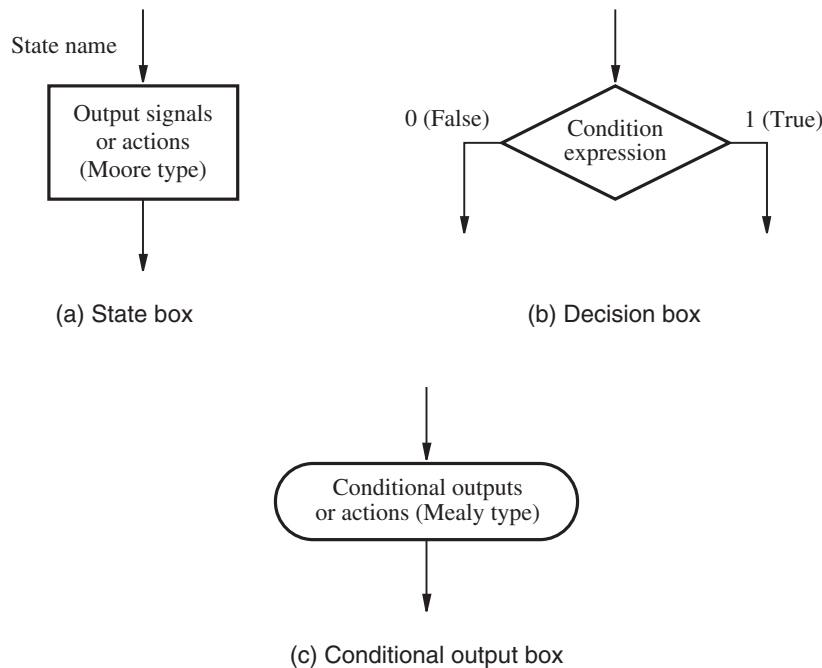 State name
Output signals
or actions
(Moore type)
(a) State box
0 (False)
1 (True)
Condition
expression
(b) Decision box
Conditional outputs
or actions (Mealy type)
(c) Conditional output box